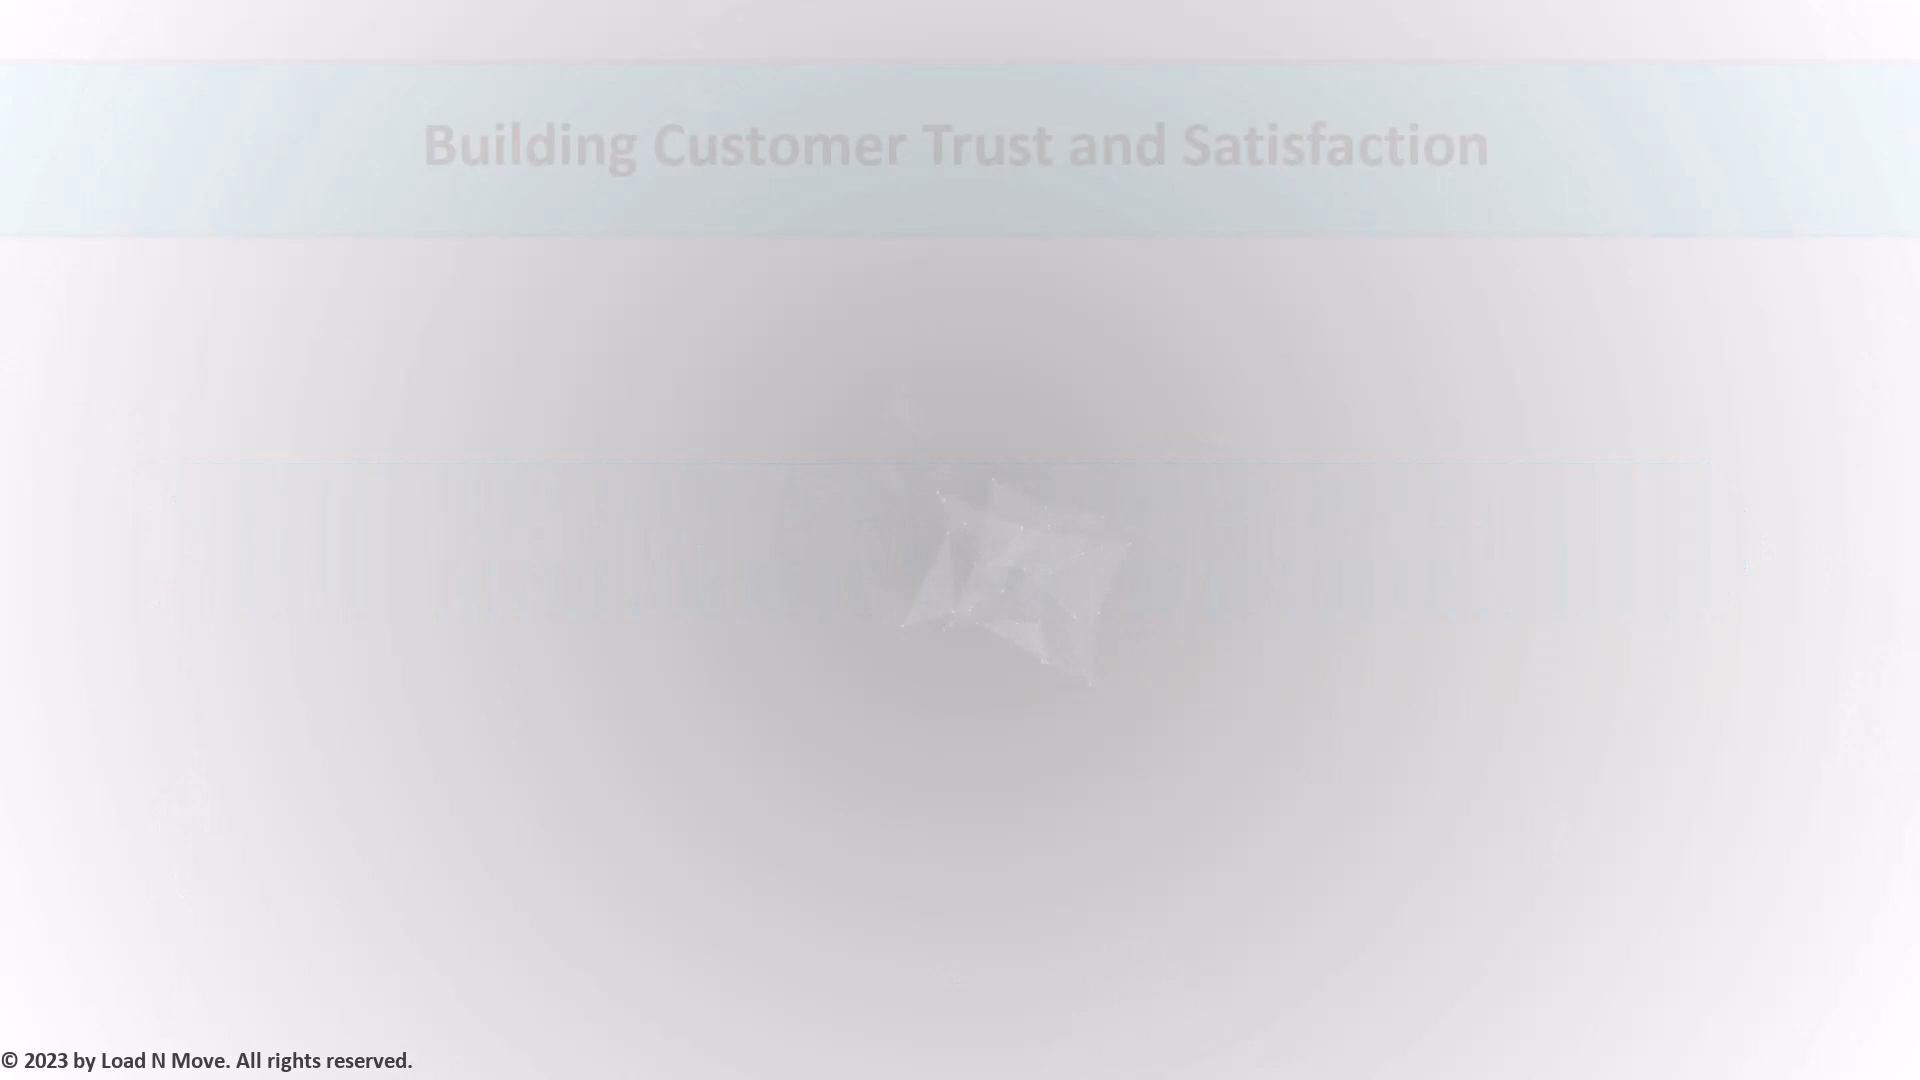 Building Customer Trust and Satisfaction
© 2023 by Load N Move. All rights reserved.